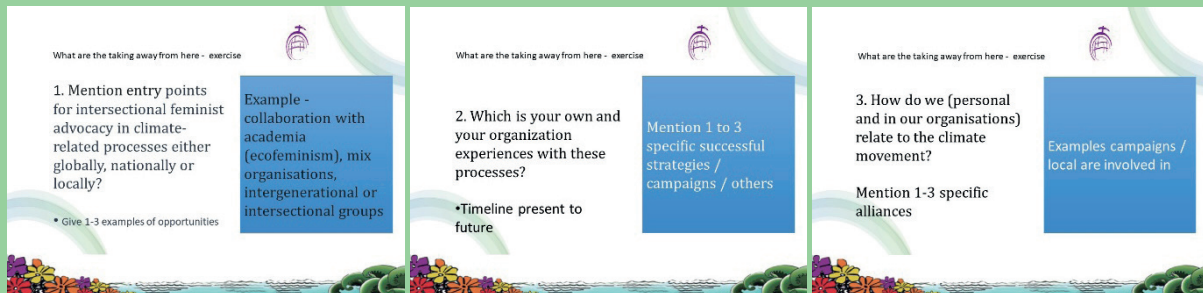 What are the taking away from here - exercise
1. Mention entry points
for intersectional feminist
advocacy in climate-
related processes either
globally, nationally or
locally?
• Give 1-3 examples of opportunities
Example -
collaboration with
academia
(ecofeminism), mix
organisations,
intergenerational or
intersectional groups
What are the taking away from here - exercise
2. Which is your own and
your organization
experiences with these
processes?
•Timeline present to
future
Mention 1 to 3
specific successful
strategies /
campaigns / others
What are the taking away from here - exercise
3. How do we (personal
and in our organisations)
relate to the climate
movement?
Mention 1-3 specific
alliances
Examples campaigns /
local are involved in